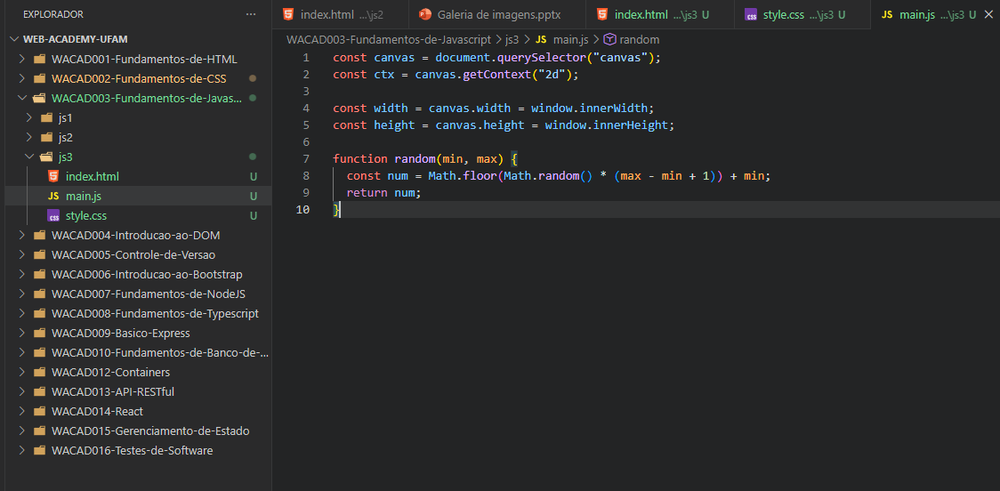 EXPLORADOR ...
WEB-ACADEMY-UFAM
WACAD001-Fundamentos-de-HTML
WACAD002-Fundamentos-de-CSS
WACAD003-Fundamentos-de-Javas...
js1
js2
js3
index.html U
JS main.js U
css style.css U
WACAD004-Introducao-ao-DOM
WACAD005-Controle-de-Versao
WACAD006-Introducao-ao-Bootstrap
WACAD007-Fundamentos-de-NodeJS
WACAD008-Fundamentos-de-Typescript
WACAD009-Basico-Express
WACAD010-Fundamentos-de-Banco-de-...
WACAD012-Containers
WACAD013-API-RESTful
WACAD014-React
WACAD015-Gerenciamento-de-Estado
WACAD016-Testes-de-Software
index.html ...\js2 Galeria de imagens.pptx index.html ...\js3 U style.css ...\js3 U JS main.js ...\js3 U
WACAD003-Fundamentos-de-Javascript > js3 > JS main.js > random
1 const canvas = document.querySelector("canvas");
2 const ctx = canvas.getContext("2d");
3
4 const width = canvas.width = window.innerWidth;
5 const height = canvas.height = window.innerHeight;
6
7 function random(min, max) {
8 const num = Math.floor(Math.random() * (max - min + 1)) + min;
9 return num;
10 }